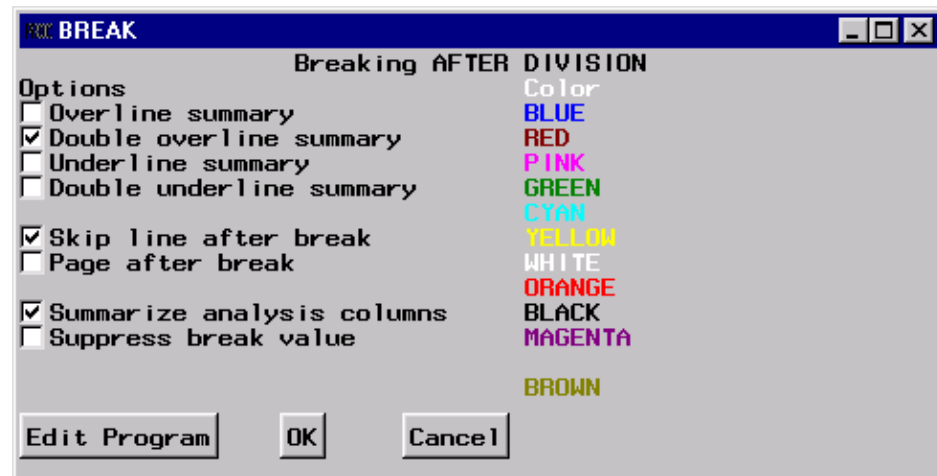 BREAK
Breaking AFTER DIVISION
Options Color
Overline summary BLUE
Double overline summary RED
Underline summary PINK
Double underline summary GREEN
CYAN
Skip line after break YELLOW
Page after break WHITE
ORANGE
Summarize analysis columns BLACK
Suppress break value MAGENTA
BROWN
Edit Program OK Cancel